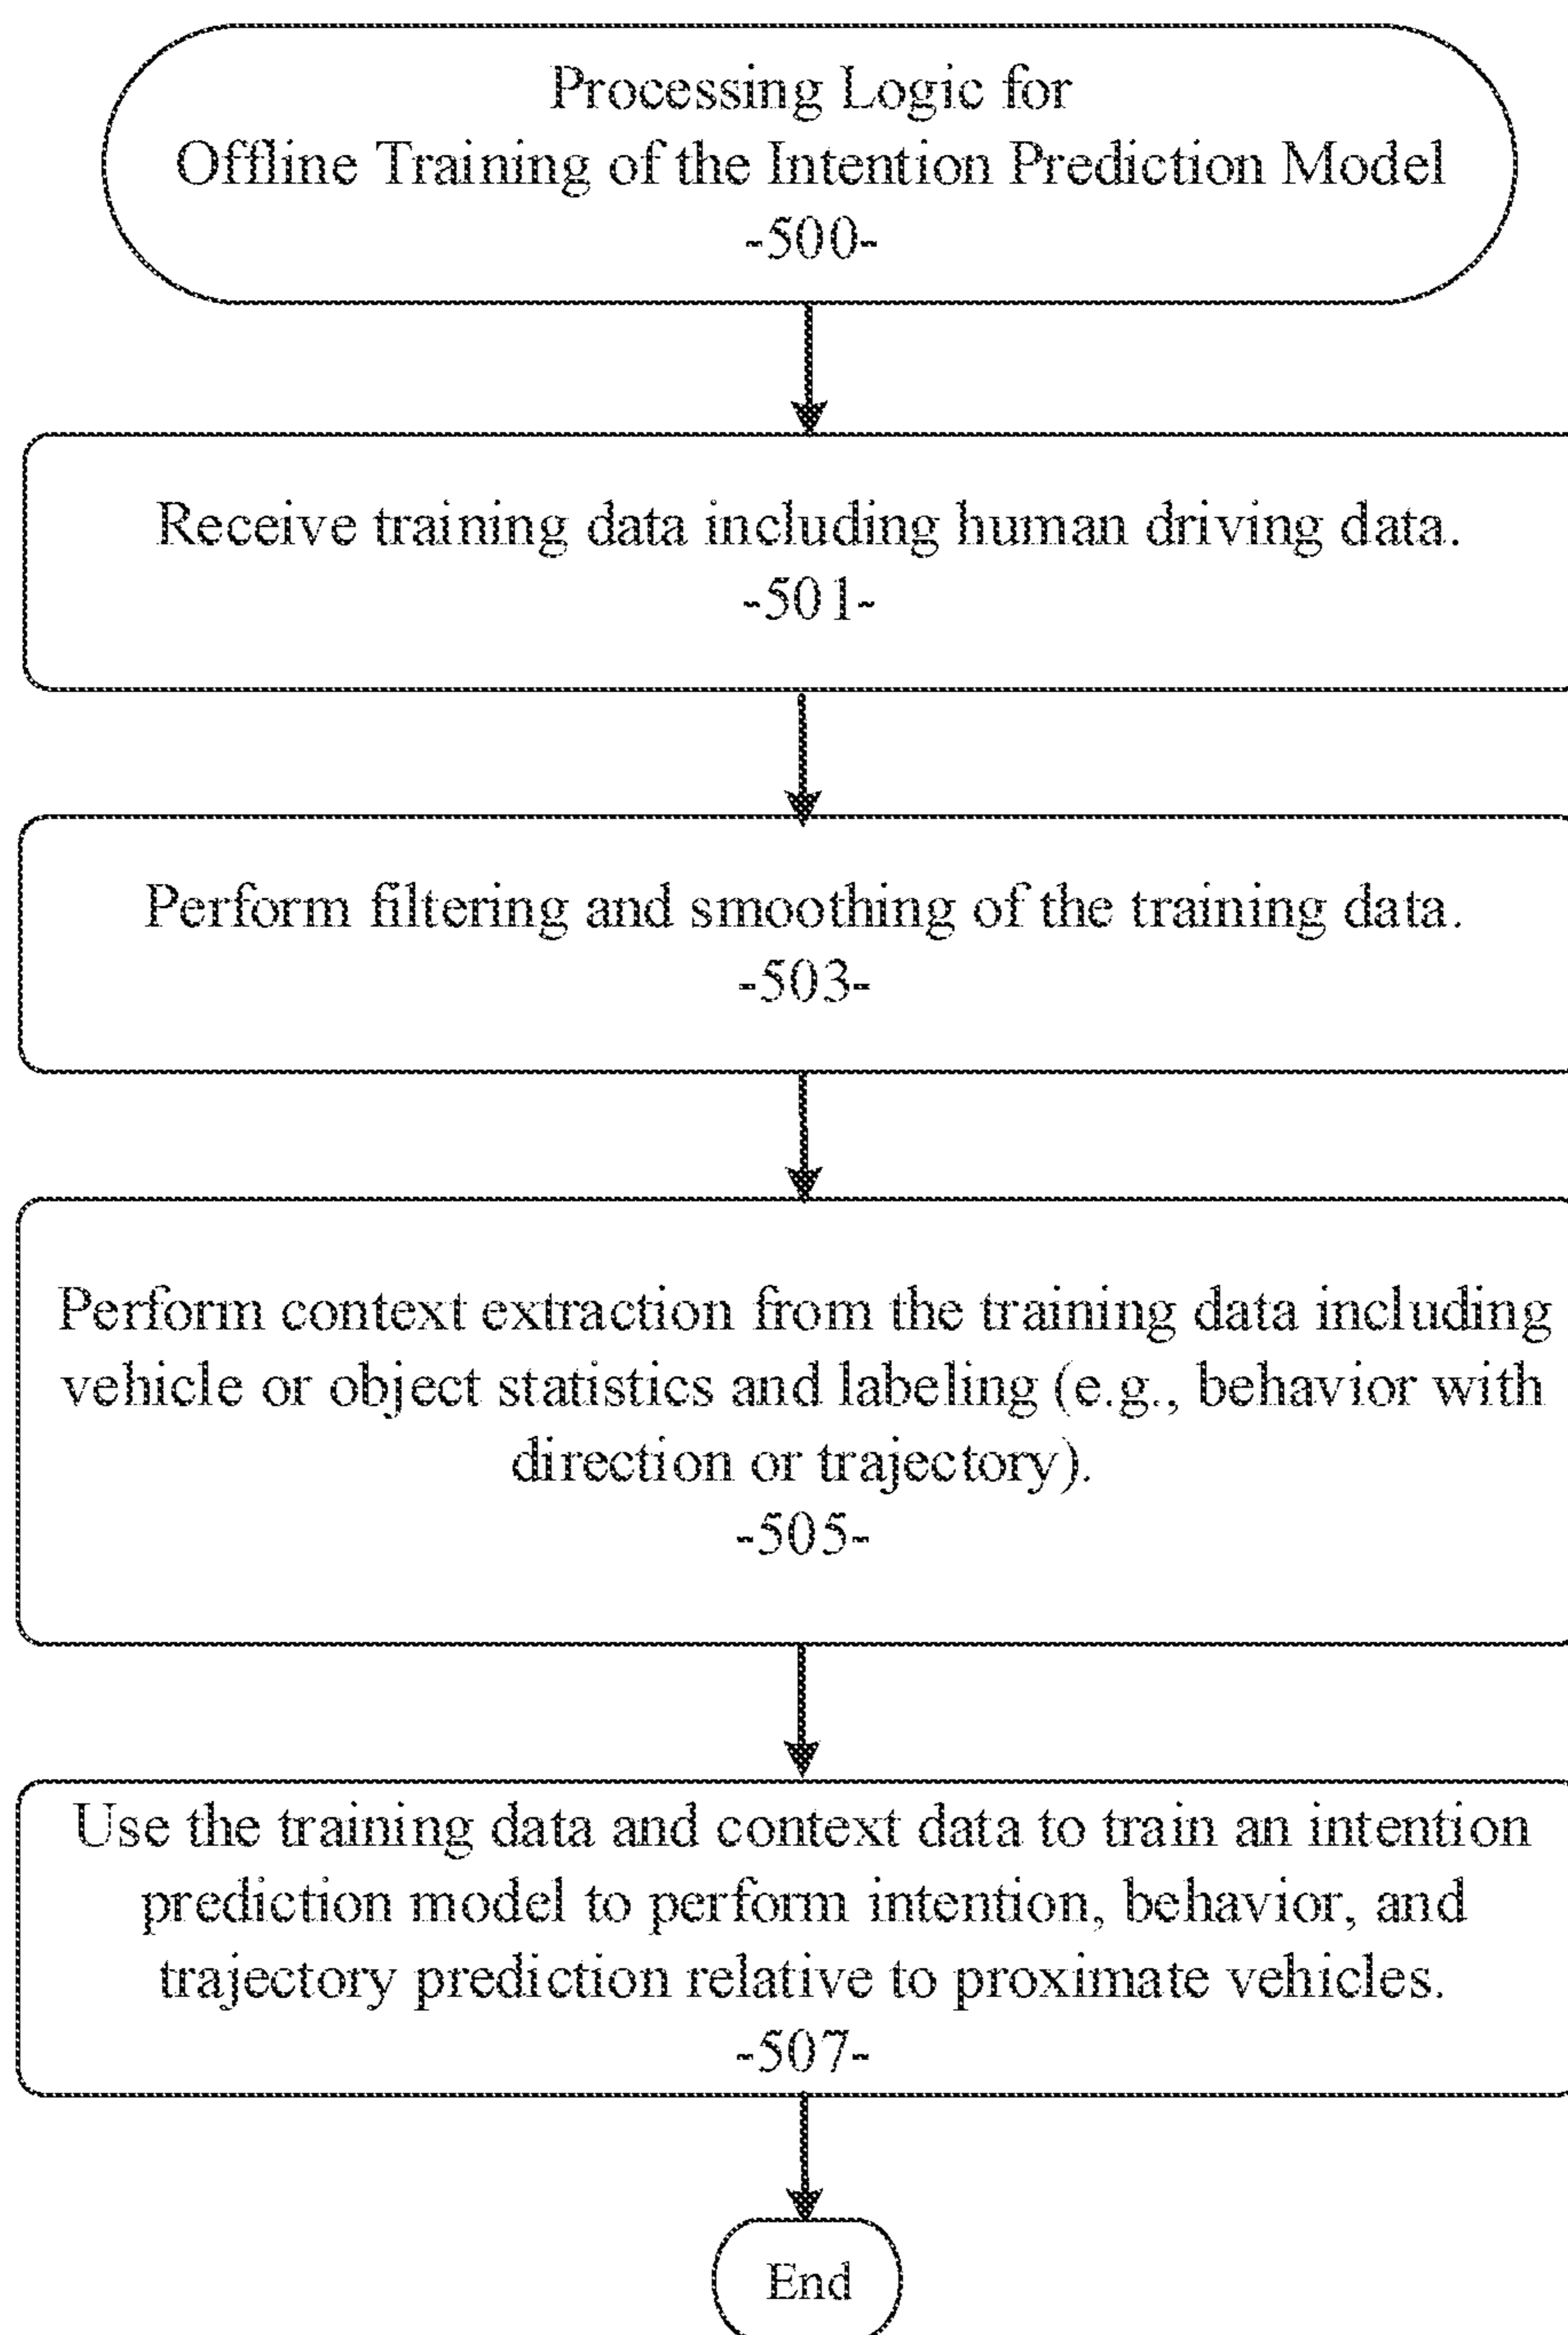 Processing Logic for
Offline Training of the Intention Prediction Model
-500-
Receive training data including human driving data.
-501-
Perform filtering and smoothing of the training data.
-503-
Perform context extraction from the training data including
vehicle or object statistics and labeling (e.g., behavior with
direction or trajectory).
-505-
Use the training data and context data to train an intention
prediction model to perform intention, behavior, and
trajectory prediction relative to proximate vehicles.
-507-
End